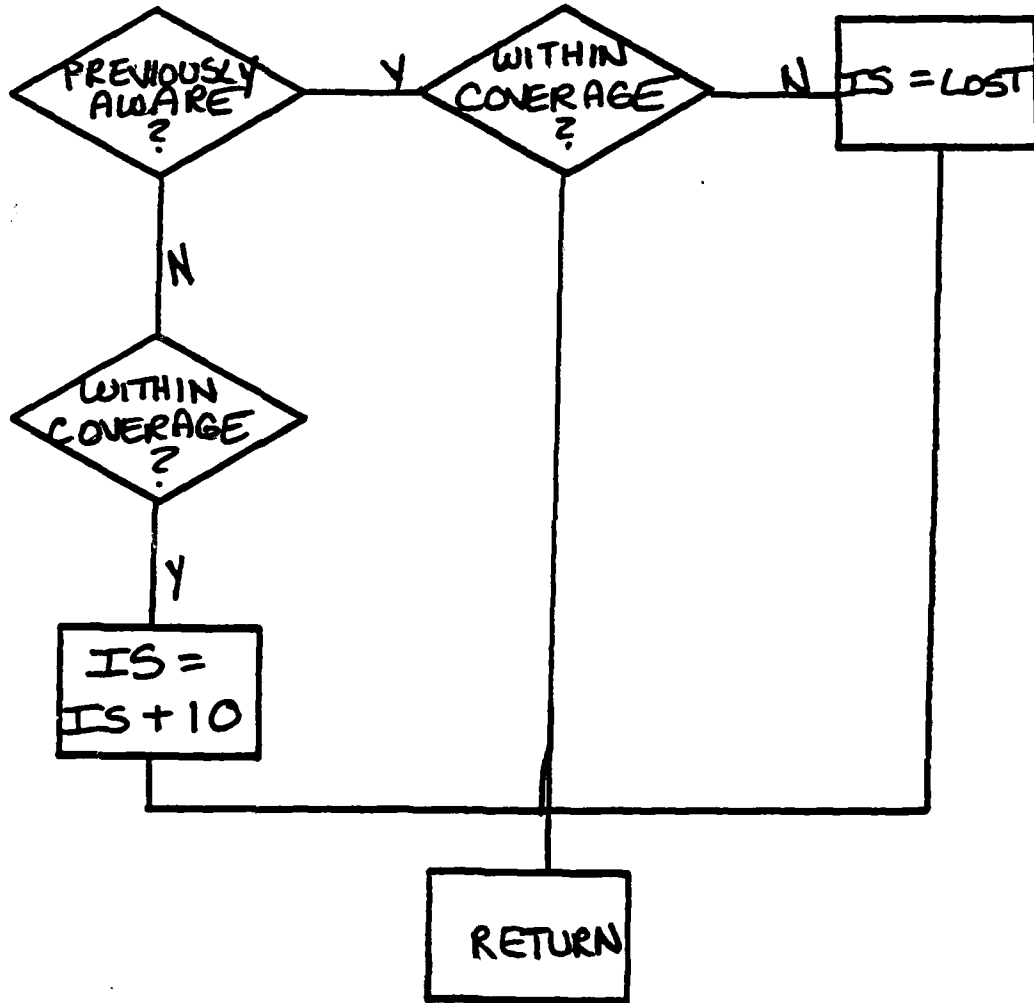 PREVIOUSLY
AWARE
?
Y
WITHIN
COVERAGE
?
N
IS = LOST
N
WITHIN
COVERAGE
?
Y
IS =
IS + 10
RETURN